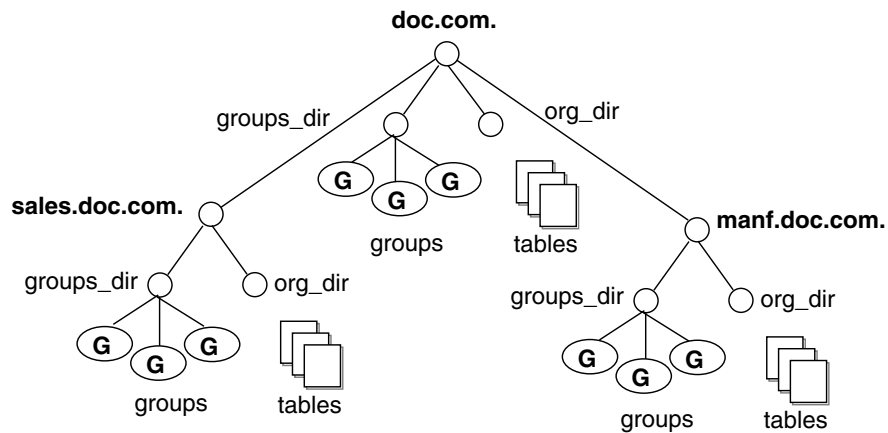 doc.com.
groups_dir
org_dir
G
G
G
sales.doc.com.
groups
tables
manf.doc.com.
groups_dir
org_dir
groups_dir
org_dir
G
G
G
G
G
G
groups
tables
groups
tables